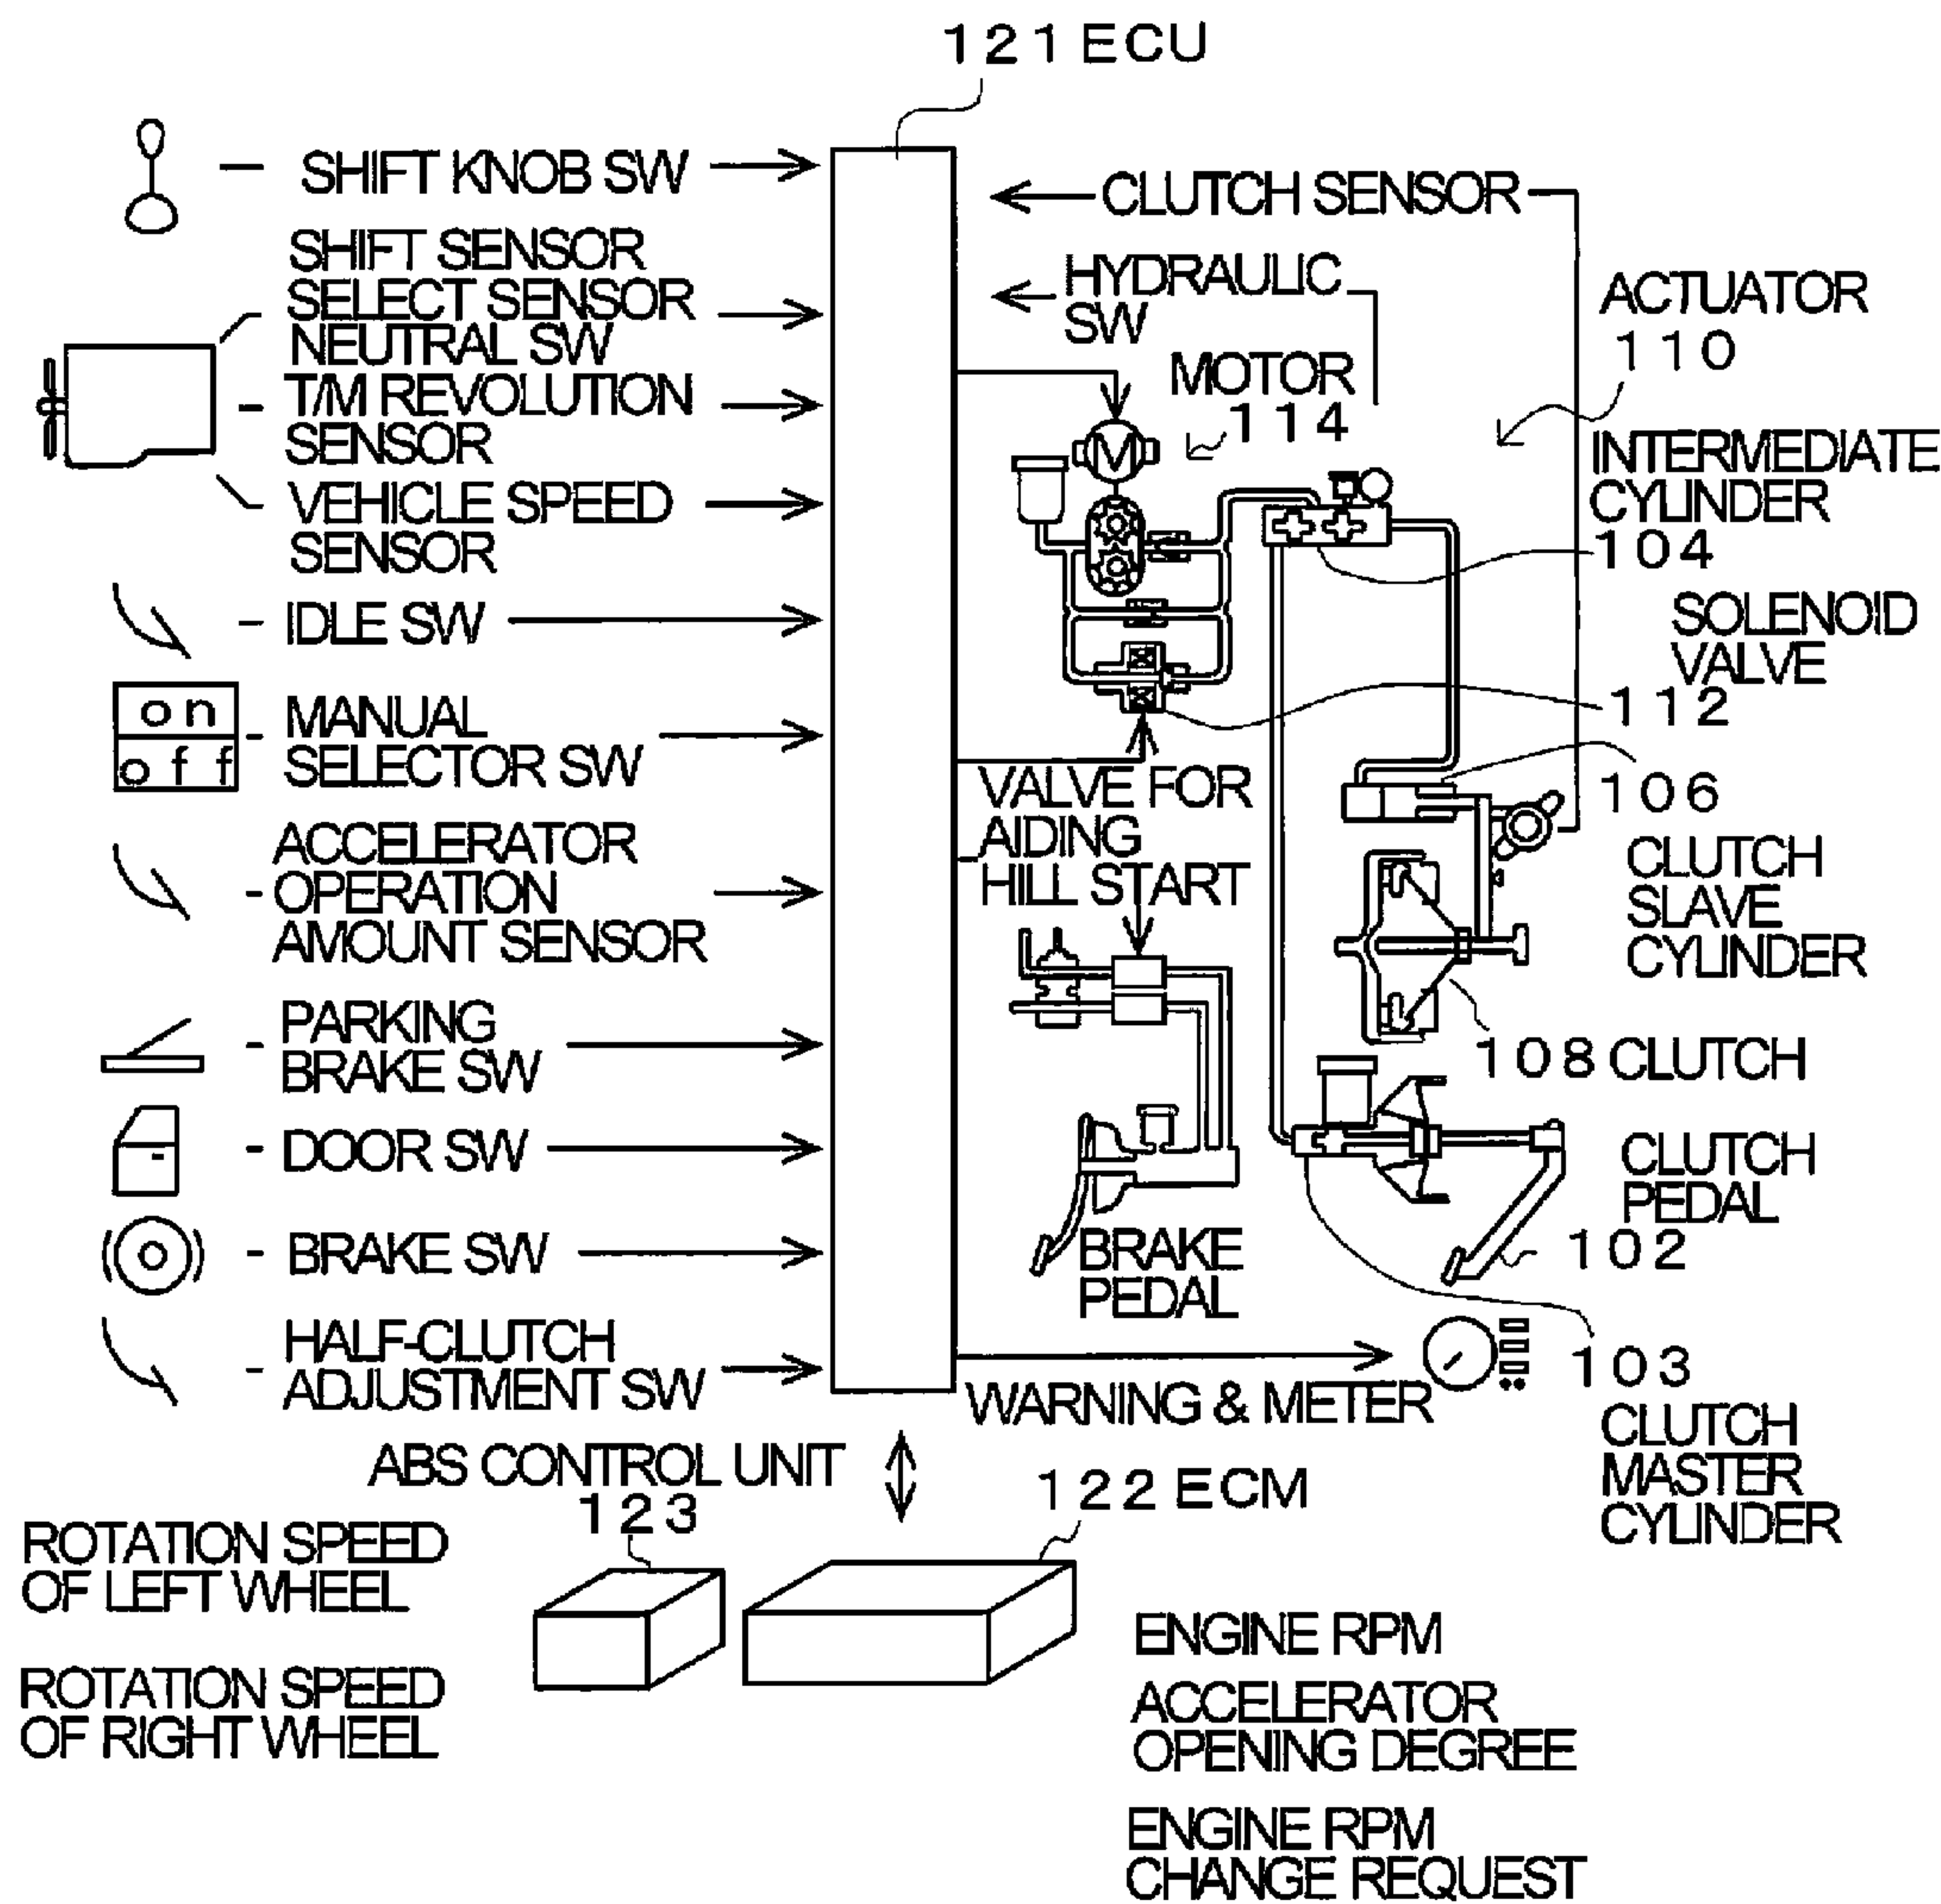 121 ECU
SHIFT KNOB SW
SHIFT SENSOR
SELECT SENSOR
NEUTRAL SW
T/M REVOLUTION
SENSOR
VEHICLE SPEED
SENSOR
IDLE SW
on
off
MANUAL
SELECTOR SW
ACCELERATOR
OPERATION
AMOUNT SENSOR
PARKING
BRAKE SW
DOOR SW
BRAKE SW
HALF-CLUTCH
ADJUSTMENT SW
CLUTCH SENSOR
HYDRAULIC
SW
MOTOR
114
M
ACTUATOR
110
INTERMEDIATE
CYLINDER
104
SOLENOID
VALVE
112
106
CLUTCH
SLAVE
CYLINDER
VALVE FOR
AIDING
HILL START
108 CLUTCH
CLUTCH
PEDAL
102
BRAKE
PEDAL
103
CLUTCH
MASTER
CYLINDER
WARNING & METER
ABS CONTROL UNIT
123
122 ECM
ROTATION SPEED
OF LEFT WHEEL
ROTATION SPEED
OF RIGHT WHEEL
ENGINE RPM
ACCELERATOR
OPENING DEGREE
ENGINE RPM
CHANGE REQUEST